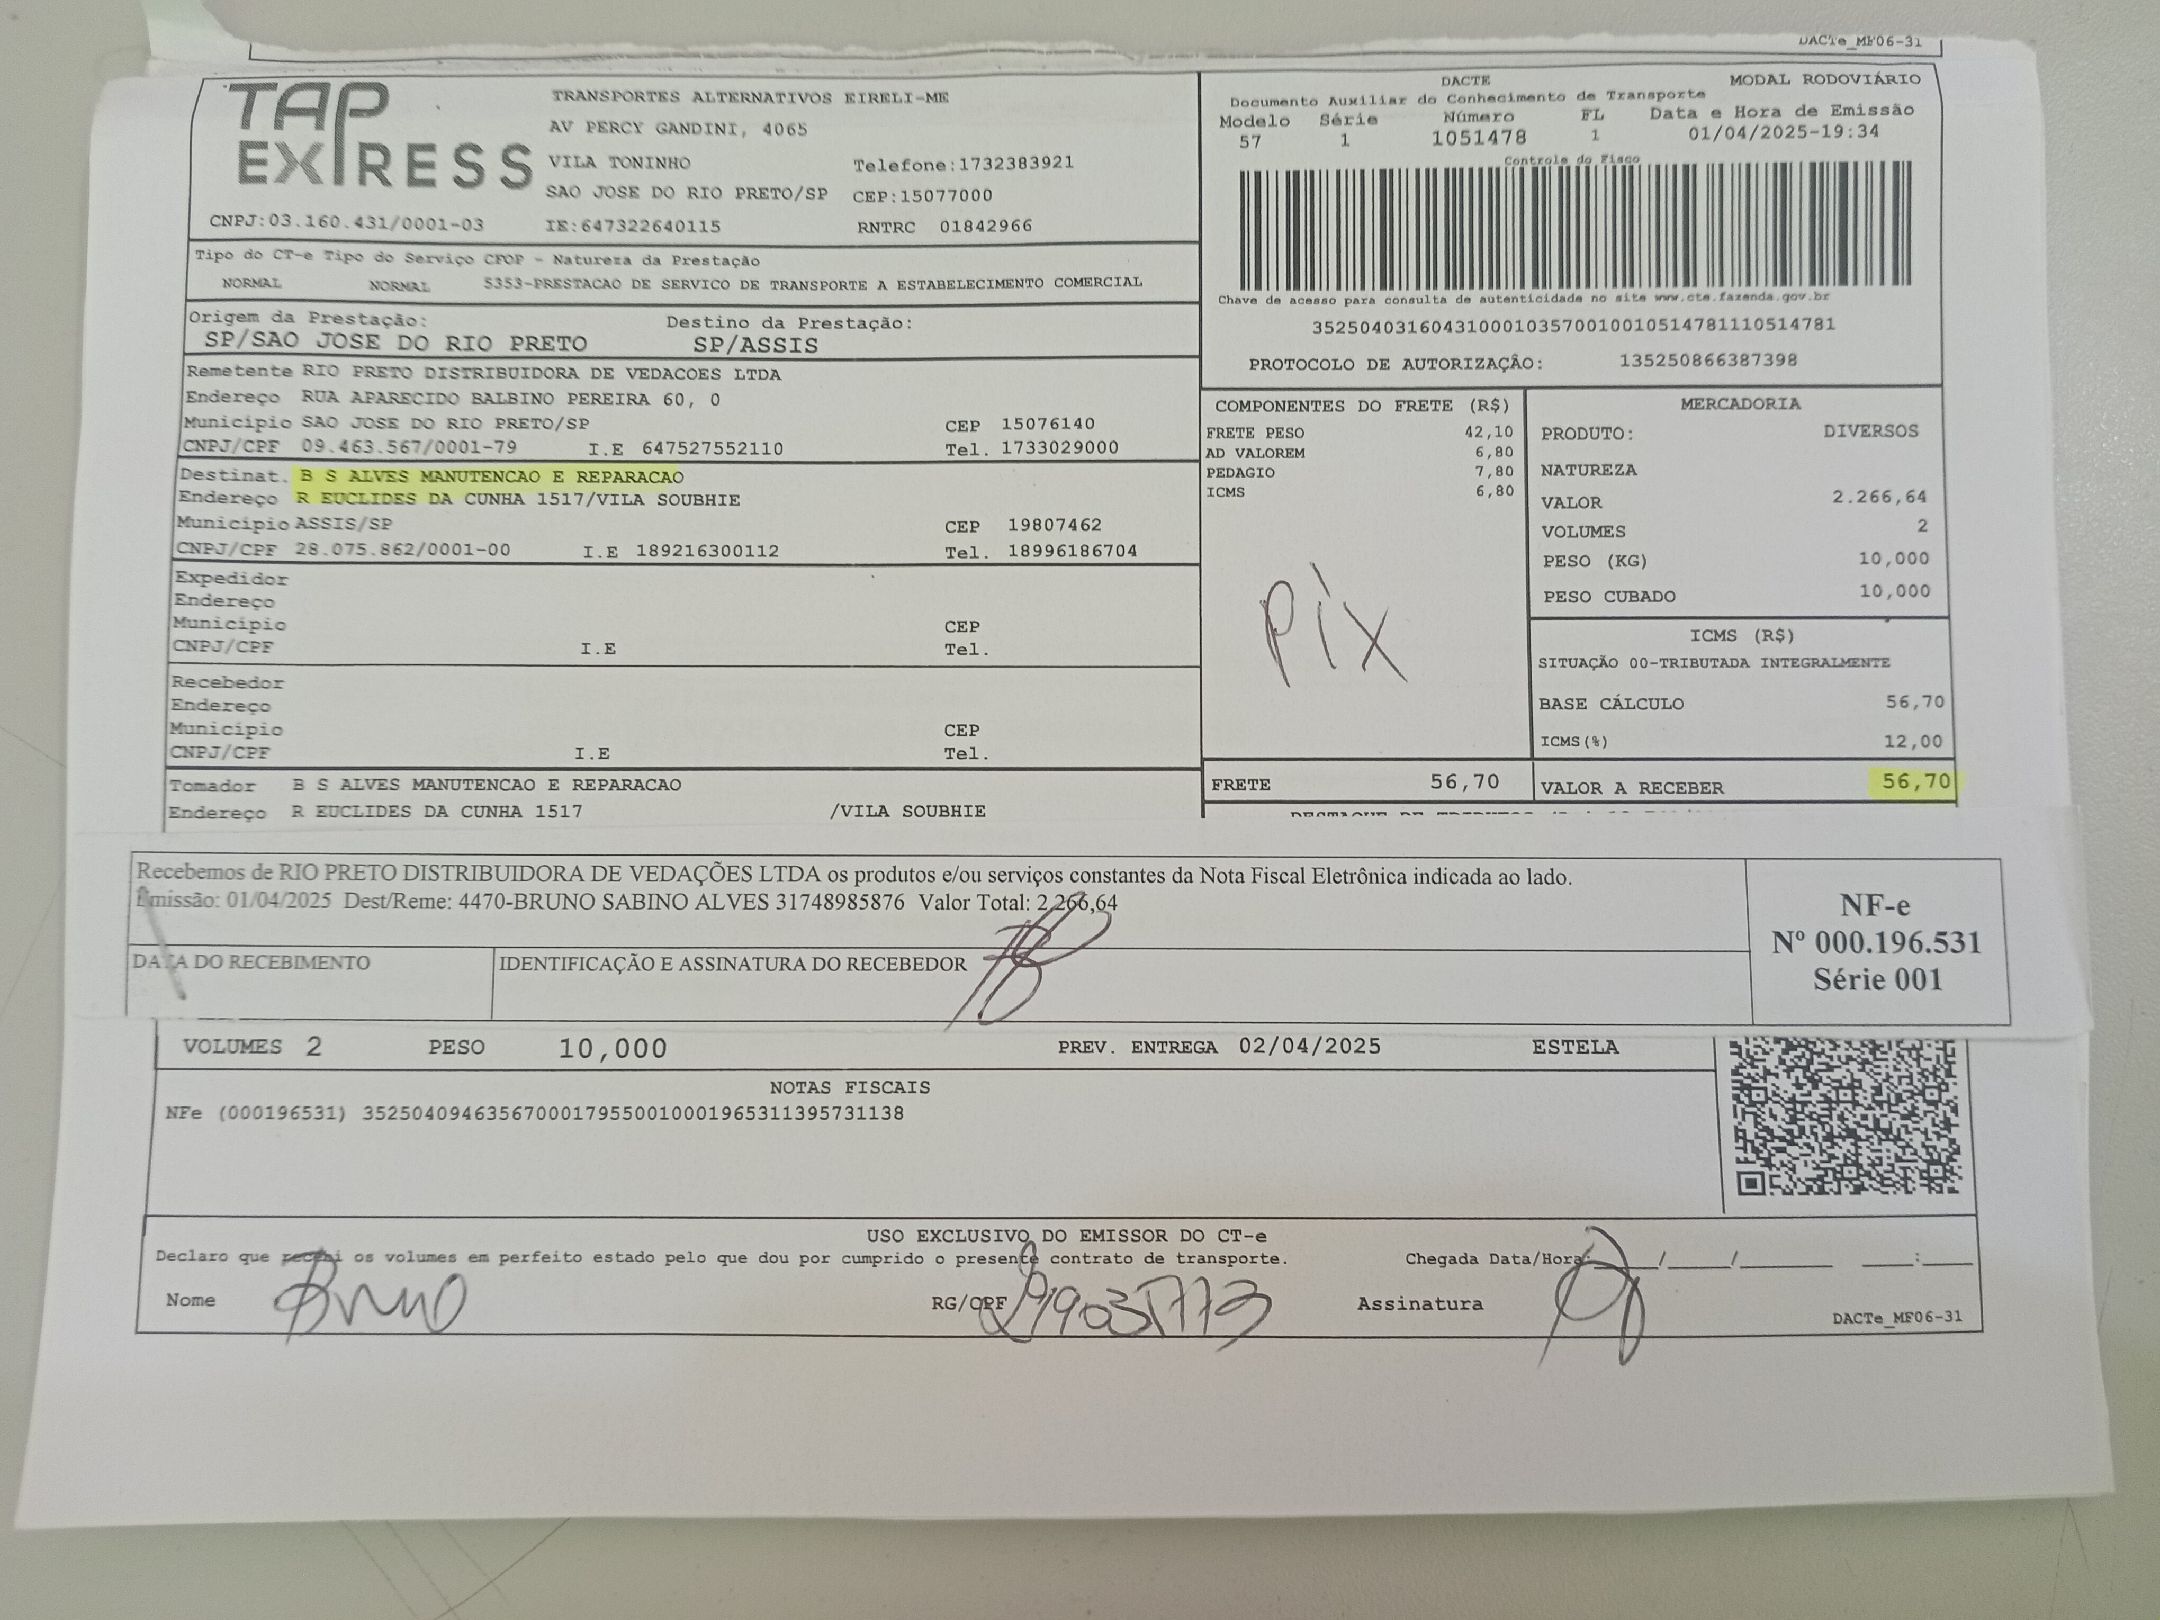 DACTe_MF06-31
TAP EXPRESS
TRANSPORTES ALTERNATIVOS EIRELI-ME
AV PERCY GANDINI, 4065
VILA TONINHO Telefone:1732383921
SAO JOSE DO RIO PRETO/SP CEP:15077000
CNPJ:03.160.431/0001-03 IE:647322640115 RNTRC 01842966
DACTE MODAL RODOVIÁRIO
Documento Auxiliar do Conhecimento de Transporte
Modelo Série Número FL Data e Hora de Emissão
57 1 1051478 1 01/04/2025-19:34
Controle do Fisco
Chave de acesso para consulta de autenticidade no site www.cte.fazenda.gov.br
35250403160431000103570010010514781110514781
PROTOCOLO DE AUTORIZAÇÃO: 135250866387398
Tipo do CT-e Tipo do Serviço CFOP - Natureza da Prestação
NORMAL NORMAL 5353-PRESTACAO DE SERVICO DE TRANSPORTE A ESTABELECIMENTO COMERCIAL
Origem da Prestação: Destino da Prestação:
SP/SAO JOSE DO RIO PRETO SP/ASSIS
Remetente RIO PRETO DISTRIBUIDORA DE VEDACOES LTDA
Endereço RUA APARECIDO BALBINO PEREIRA 60, 0
Município SAO JOSE DO RIO PRETO/SP CEP 15076140
CNPJ/CPF 09.463.567/0001-79 I.E 647527552110 Tel. 1733029000
Destinat. B S ALVES MANUTENCAO E REPARACAO
Endereço R EUCLIDES DA CUNHA 1517/VILA SOUBHIE
Município ASSIS/SP CEP 19807462
CNPJ/CPF 28.075.862/0001-00 I.E 189216300112 Tel. 18996186704
Expedidor
Endereço
Município CEP
CNPJ/CPF I.E Tel.
Recebedor
Endereço
Município CEP
CNPJ/CPF I.E Tel.
Tomador B S ALVES MANUTENCAO E REPARACAO
Endereço R EUCLIDES DA CUNHA 1517 /VILA SOUBHIE
COMPONENTES DO FRETE (R$)
FRETE PESO 42,10
AD VALOREM 6,80
PEDAGIO 7,80
ICMS 6,80
PIX
FRETE 56,70
MERCADORIA
PRODUTO: DIVERSOS
NATUREZA
VALOR 2.266,64
VOLUMES 2
PESO (KG) 10,000
PESO CUBADO 10,000
ICMS (R$)
SITUAÇÃO 00-TRIBUTADA INTEGRALMENTE
BASE CÁLCULO 56,70
ICMS(%) 12,00
VALOR A RECEBER 56,70
Recebemos de RIO PRETO DISTRIBUIDORA DE VEDAÇÕES LTDA os produtos e/ou serviços constantes da Nota Fiscal Eletrônica indicada ao lado.
Emissão: 01/04/2025 Dest/Reme: 4470-BRUNO SABINO ALVES 31748985876 Valor Total: 2.266,64
DATA DO RECEBIMENTO IDENTIFICAÇÃO E ASSINATURA DO RECEBEDOR
NF-e
Nº 000.196.531
Série 001
VOLUMES 2 PESO 10,000 PREV. ENTREGA 02/04/2025 ESTELA
NOTAS FISCAIS
NFe (000196531) 35250409463567000179550010001965311395731138
USO EXCLUSIVO DO EMISSOR DO CT-e
Declaro que recebi os volumes em perfeito estado pelo que dou por cumprido o presente contrato de transporte. Chegada Data/Hora: ____/____/______ ____:____
Nome Bruno RG/CPF Assinatura
DACTe_MF06-31